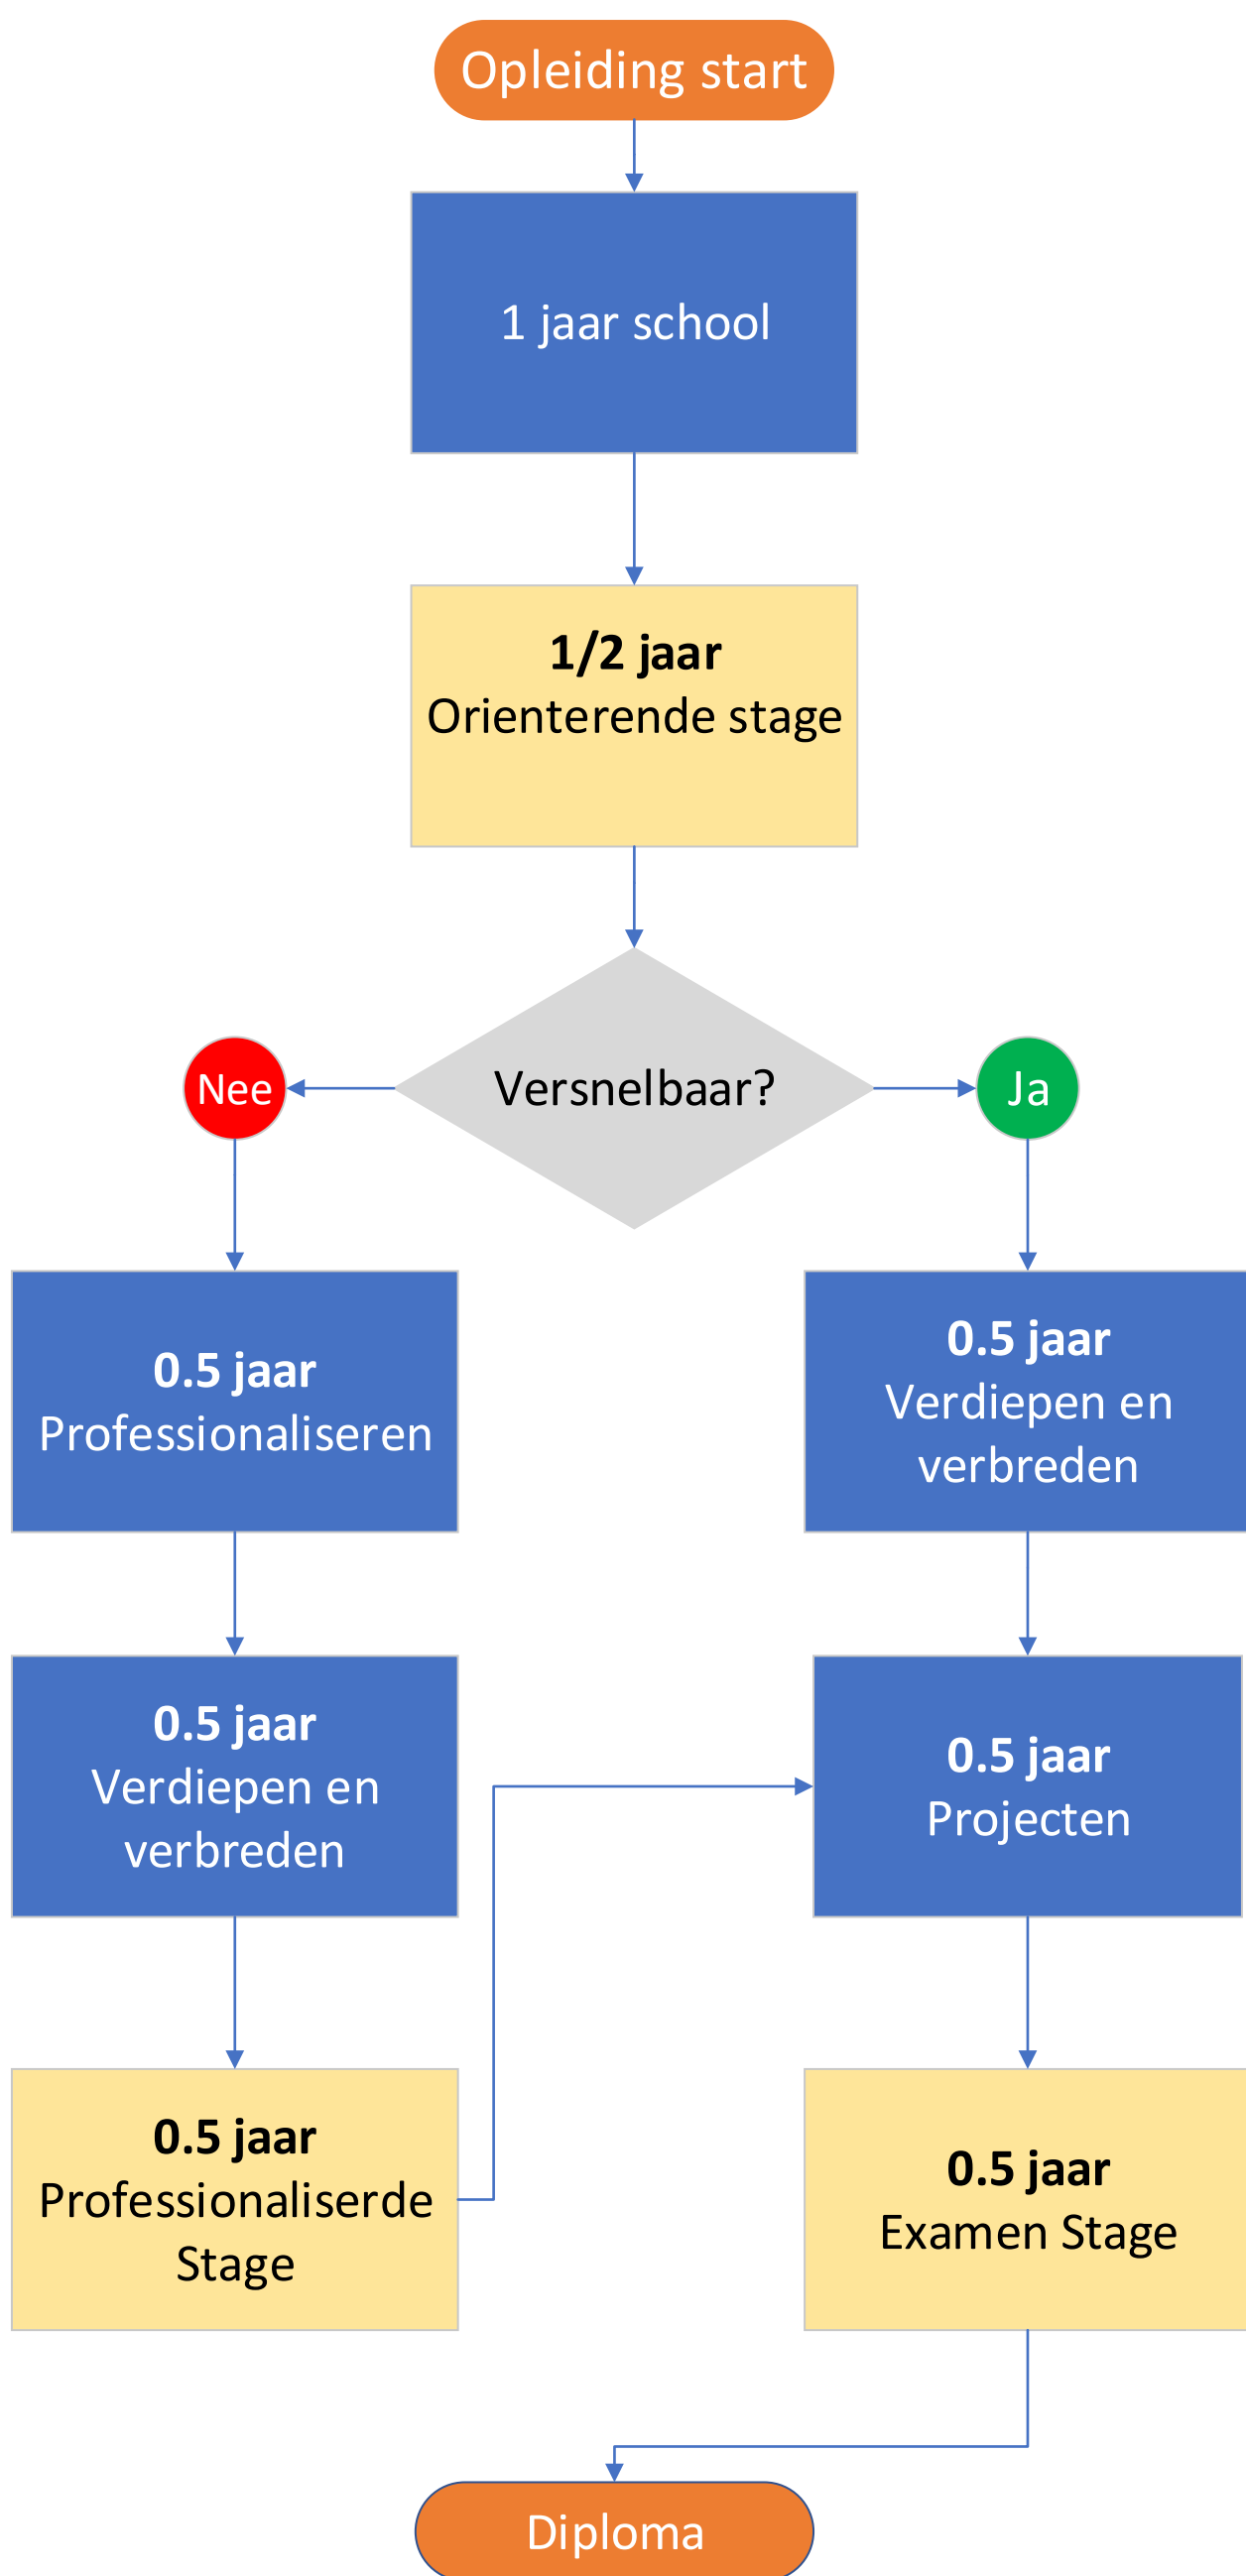 Opleiding start
1 jaar school
1/2 jaar
Orienterende stage
Versnelbaar?
Nee
Ja
0.5 jaar
Professionaliseren
0.5 jaar
Verdiepen en
verbreden
0.5 jaar
Verdiepen en
verbreden
0.5 jaar
Projecten
0.5 jaar
Professionaliserde
Stage
0.5 jaar
Examen Stage
Diploma